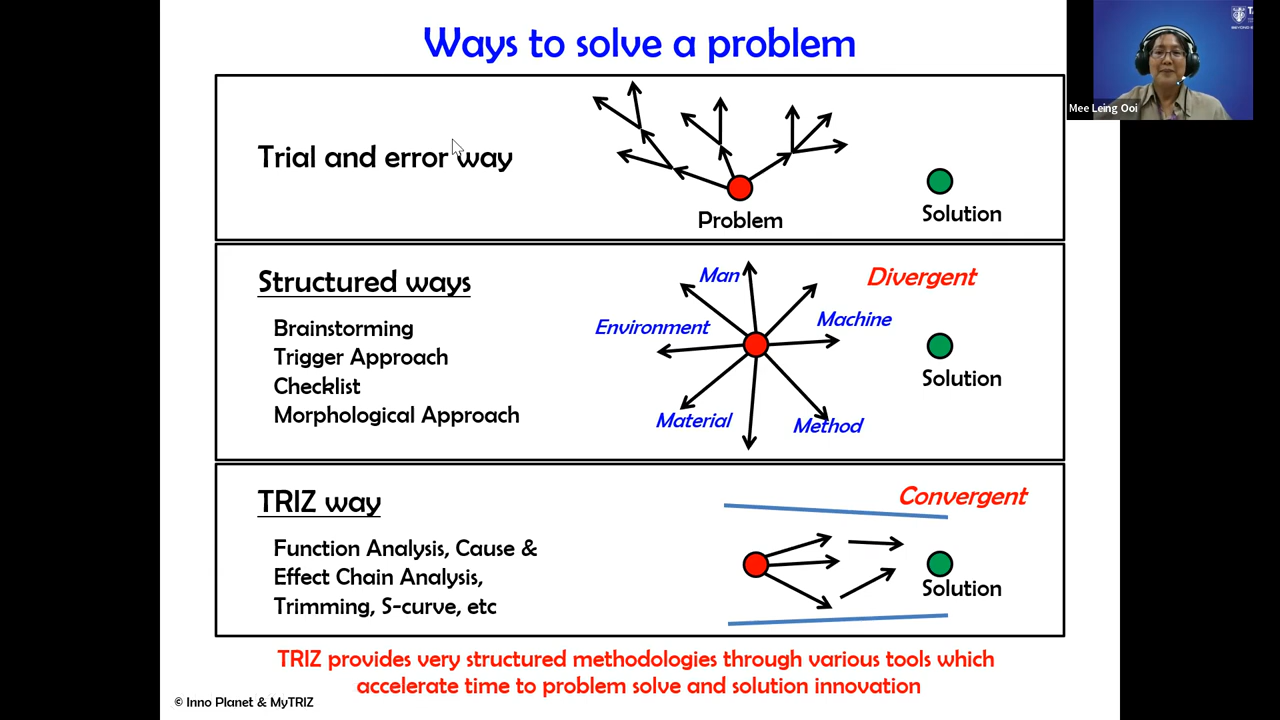 Ways to solve a problem
Mee Leing Ooi
Trial and error way
Problem
Solution
Structured ways
Brainstorming
Trigger Approach
Checklist
Morphological Approach
Man
Divergent
Environment
Machine
Solution
Material
Method
TRIZ way
Function Analysis, Cause &
Effect Chain Analysis,
Trimming, S-curve, etc
Convergent
Solution
TRIZ provides very structured methodologies through various tools which
accelerate time to problem solve and solution innovation
© Inno Planet & MyTRIZ